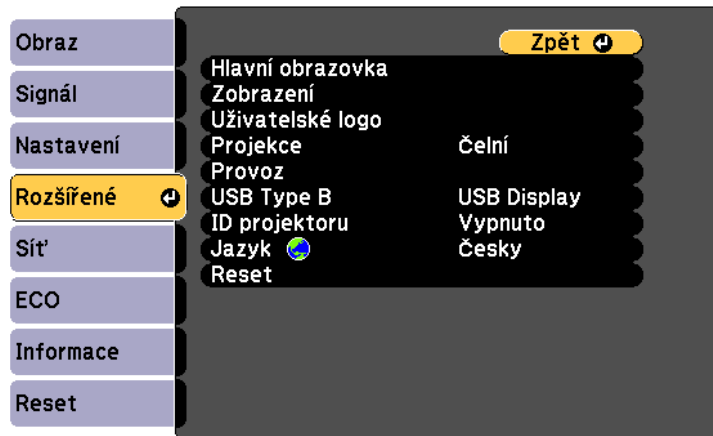 Obraz
Signál
Nastavení
Rozšířené
Síť
ECO
Informace
Reset
Zpět
Hlavní obrazovka
Zobrazení
Uživatelské logo
Projekce Čelní
Provoz
USB Type B USB Display
ID projektoru Vypnuto
Jazyk Česky
Reset